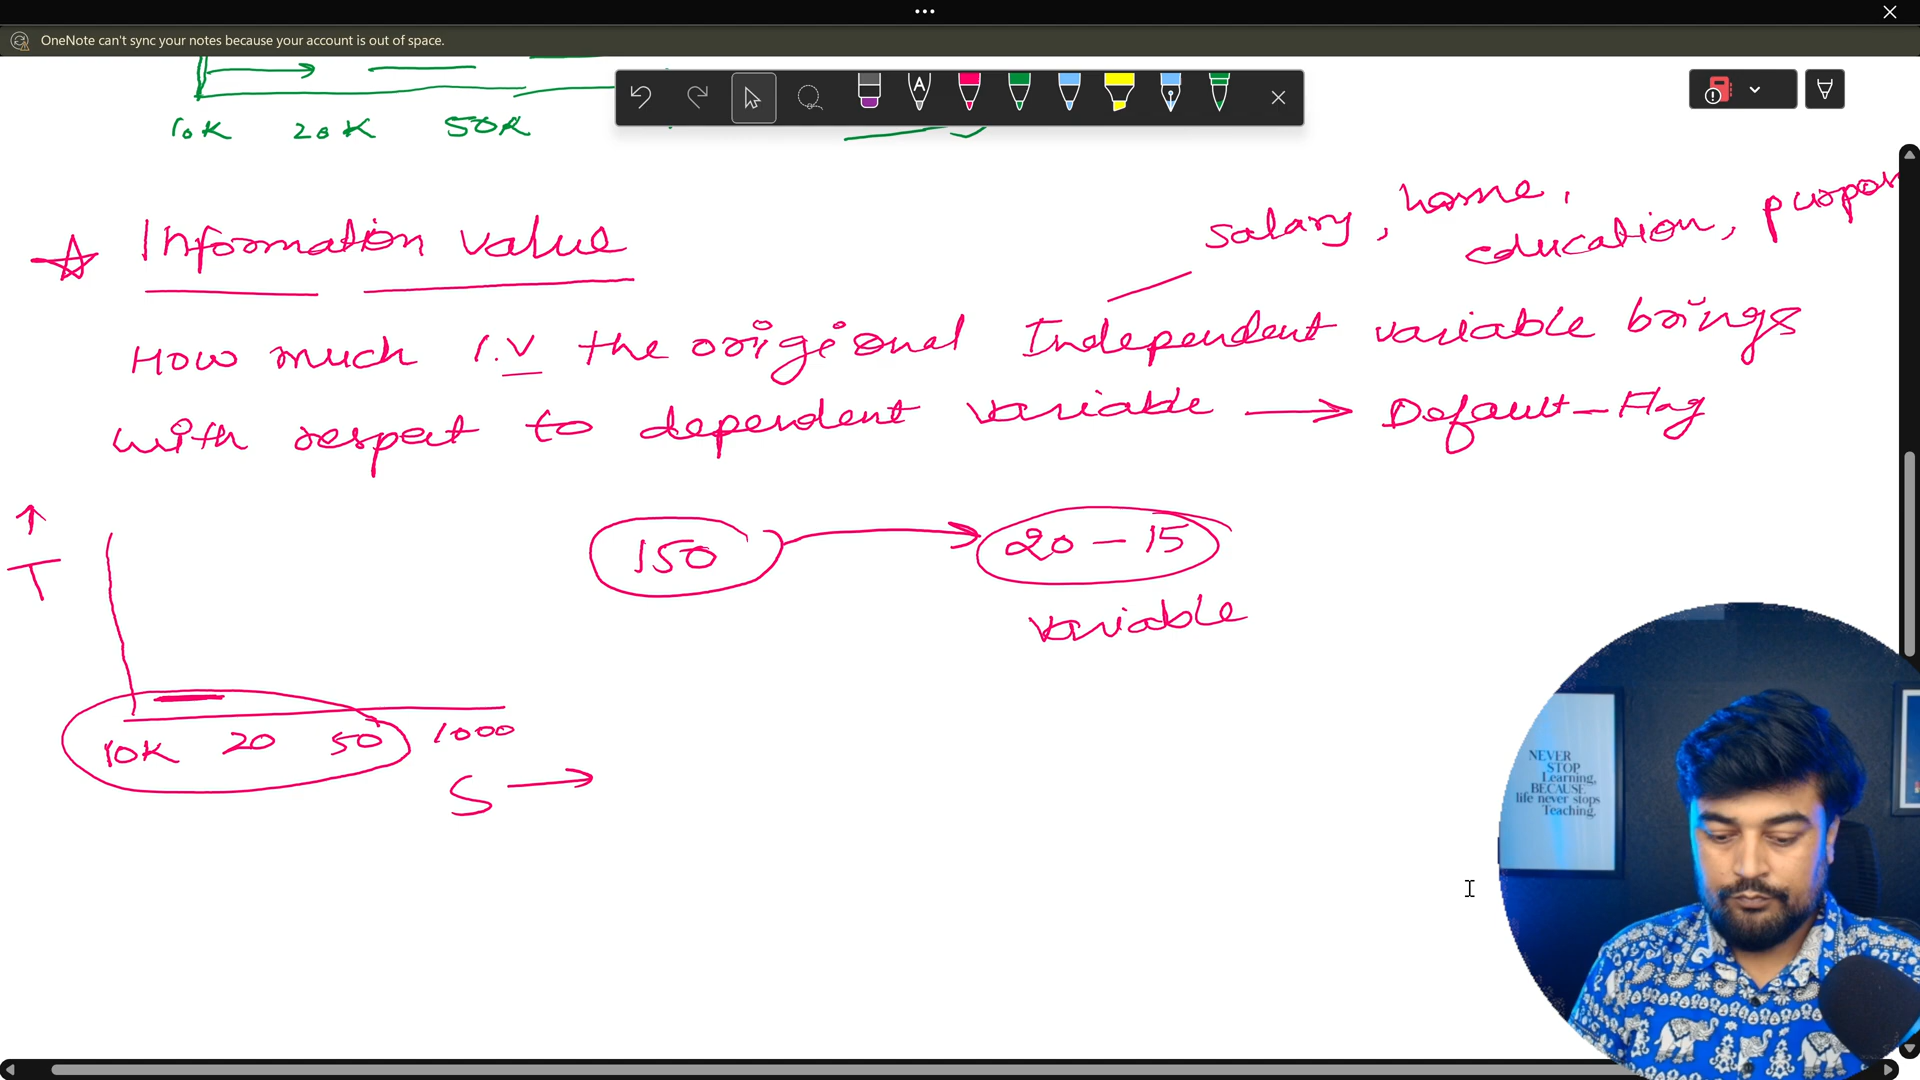 OneNote can't sync your notes because your account is out of space.
10K 20K 50K
A
Information value
salary, home,
education, purpos
How much I.V the origional Independent variable brings
with respect to dependent variable → Default-Flag
↑
T
150 → 20 - 15
variable
10K 20 50 1000
S →
NEVER
STOP
Learning,
BECAUSE
life never stops
Teaching.